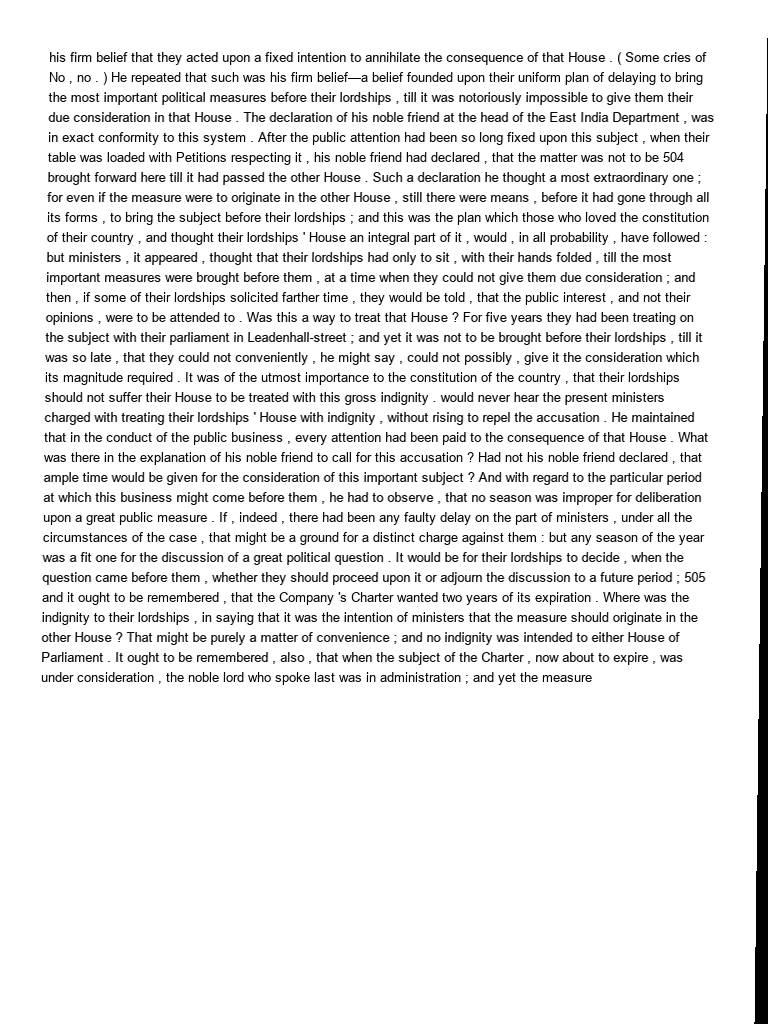 his firm belief that they acted upon a fixed intention to annihilate the consequence of that House . ( Some cries of
No , no . ) He repeated that such was his firm belief—a belief founded upon their uniform plan of delaying to bring
the most important political measures before their lordships , till it was notoriously impossible to give them their
due consideration in that House . The declaration of his noble friend at the head of the East India Department , was
in exact conformity to this system . After the public attention had been so long fixed upon this subject , when their
table was loaded with Petitions respecting it , his noble friend had declared , that the matter was not to be 504
brought forward here till it had passed the other House . Such a declaration he thought a most extraordinary one ;
for even if the measure were to originate in the other House , still there were means , before it had gone through all
its forms , to bring the subject before their lordships ; and this was the plan which those who loved the constitution
of their country , and thought their lordships ' House an integral part of it , would , in all probability , have followed :
but ministers , it appeared , thought that their lordships had only to sit , with their hands folded , till the most
important measures were brought before them , at a time when they could not give them due consideration ; and
then , if some of their lordships solicited farther time , they would be told , that the public interest , and not their
opinions , were to be attended to . Was this a way to treat that House ? For five years they had been treating on
the subject with their parliament in Leadenhall-street ; and yet it was not to be brought before their lordships , till it
was so late , that they could not conveniently , he might say , could not possibly , give it the consideration which
its magnitude required . It was of the utmost importance to the constitution of the country , that their lordships
should not suffer their House to be treated with this gross indignity . would never hear the present ministers
charged with treating their lordships ' House with indignity , without rising to repel the accusation . He maintained
that in the conduct of the public business , every attention had been paid to the consequence of that House . What
was there in the explanation of his noble friend to call for this accusation ? Had not his noble friend declared , that
ample time would be given for the consideration of this important subject ? And with regard to the particular period
at which this business might come before them , he had to observe , that no season was improper for deliberation
upon a great public measure . If , indeed , there had been any faulty delay on the part of ministers , under all the
circumstances of the case , that might be a ground for a distinct charge against them : but any season of the year
was a fit one for the discussion of a great political question . It would be for their lordships to decide , when the
question came before them , whether they should proceed upon it or adjourn the discussion to a future period ; 505
and it ought to be remembered , that the Company 's Charter wanted two years of its expiration . Where was the
indignity to their lordships , in saying that it was the intention of ministers that the measure should originate in the
other House ? That might be purely a matter of convenience ; and no indignity was intended to either House of
Parliament . It ought to be remembered , also , that when the subject of the Charter , now about to expire , was
under consideration , the noble lord who spoke last was in administration ; and yet the measure